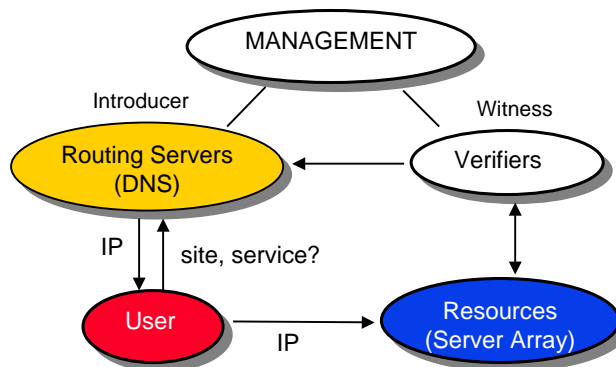 MANAGEMENT
Introducer
Witness
Routing Servers
(DNS)
Verifiers
IP
site, service?
User
IP
Resources
(Server Array)